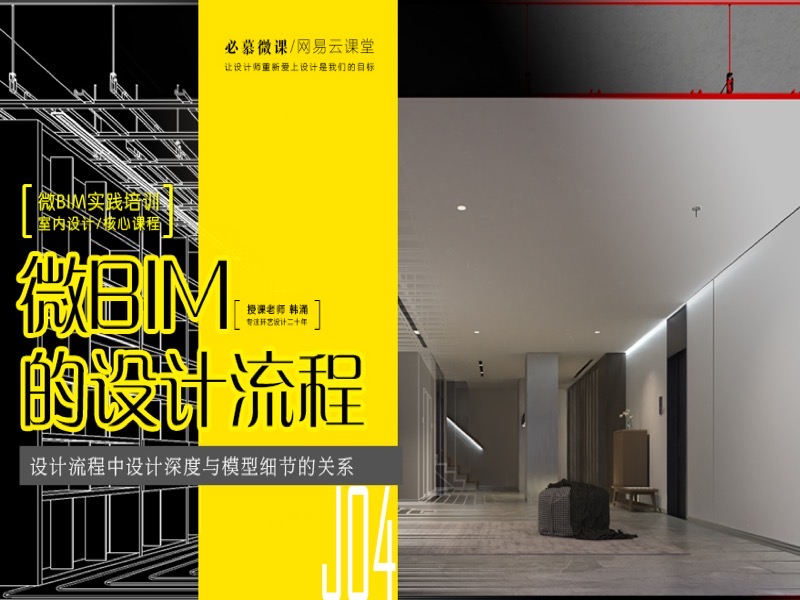 必慕微课/网易云课堂
让设计师重新爱上设计是我们的目标
微BIM实践培训
室内设计/核心课程
微BIM
授课老师 韩涌
专注环艺设计二十年
的设计流程
设计流程中设计深度与模型细节的关系
J04